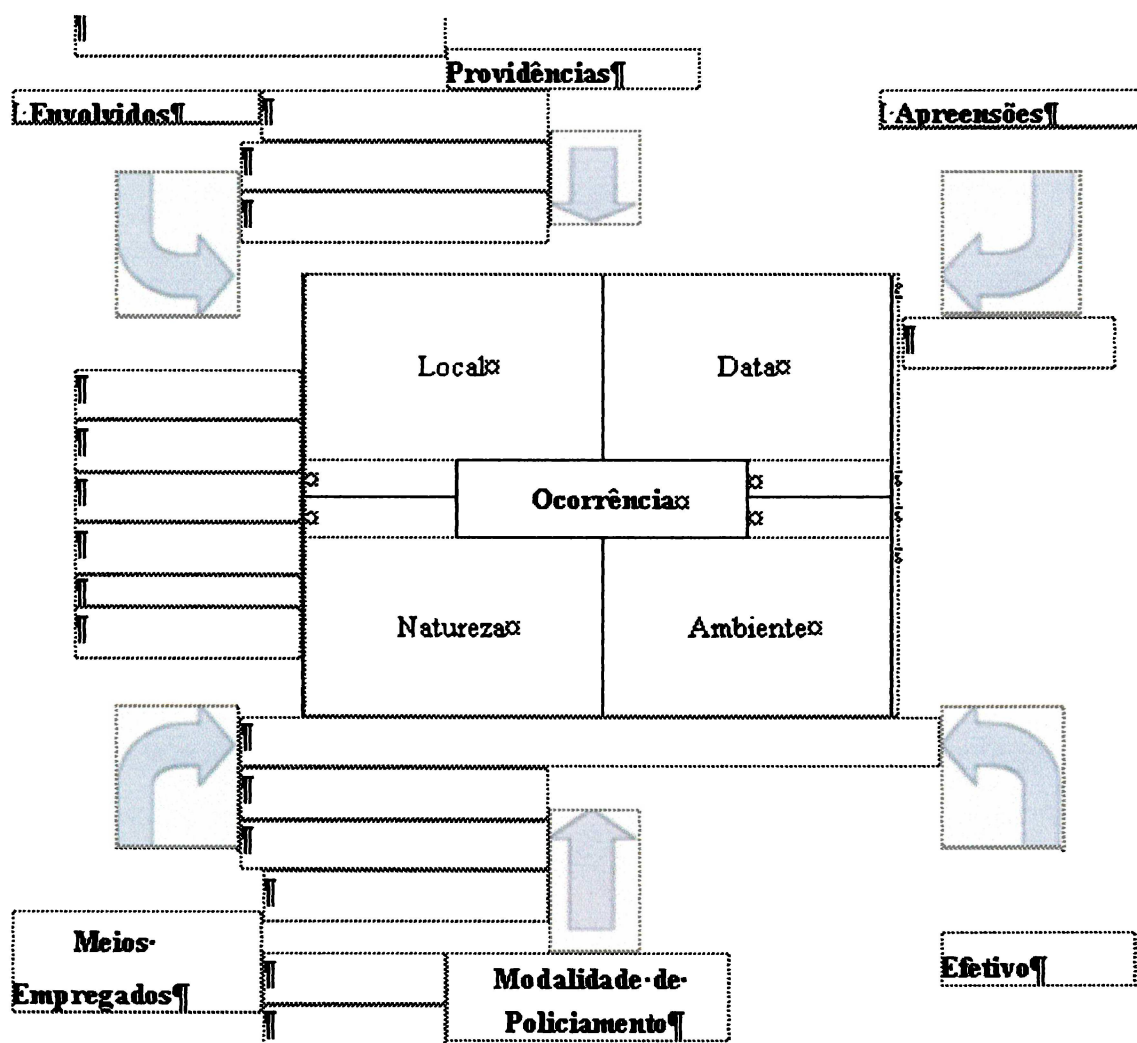 Providências¶
Envolvidos¶
Apreensões¶
Local¤
Data¤
Ocorrência¤
Natureza¤
Ambiente¤
Meios·
Empregados¶
Modalidade·de·
Policiamento¶
Efetivo¶